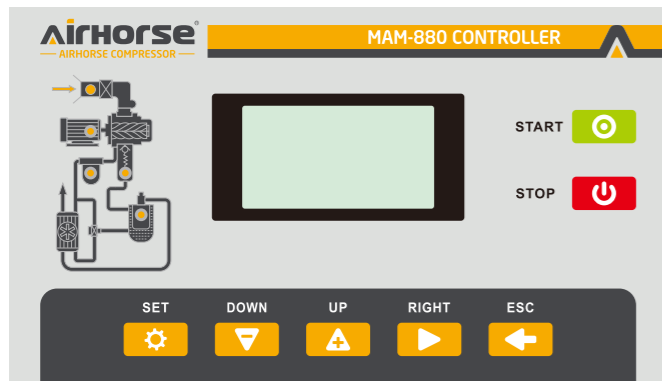 AIRHORSE®
AIRHORSE COMPRESSOR
MAM-880 CONTROLLER
START
STOP
SET
DOWN
UP
RIGHT
ESC